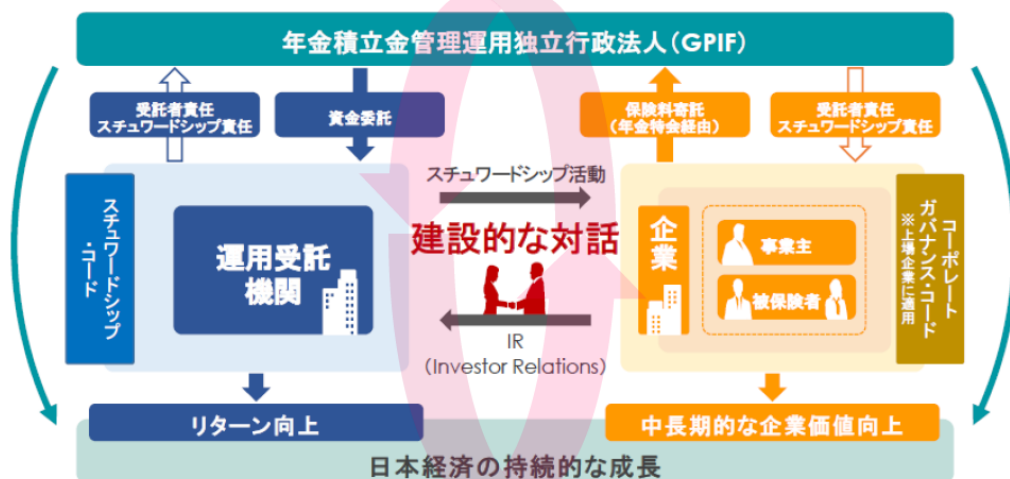 年金積立金管理運用独立行政法人(GPIF)
受託者責任
スチュワードシップ責任
資金委託
保険料寄託
(年金特会経由)
受託者責任
スチュワードシップ責任
スチュワードシップ
・コード
運用受託
機関
スチュワードシップ活動
建設的な対話
IR
(Investor Relations)
企業
事業主
被保険者
コーポレート
ガバナンス・コード
※上場企業に適用
リターン向上
中長期的な企業価値向上
日本経済の持続的な成長